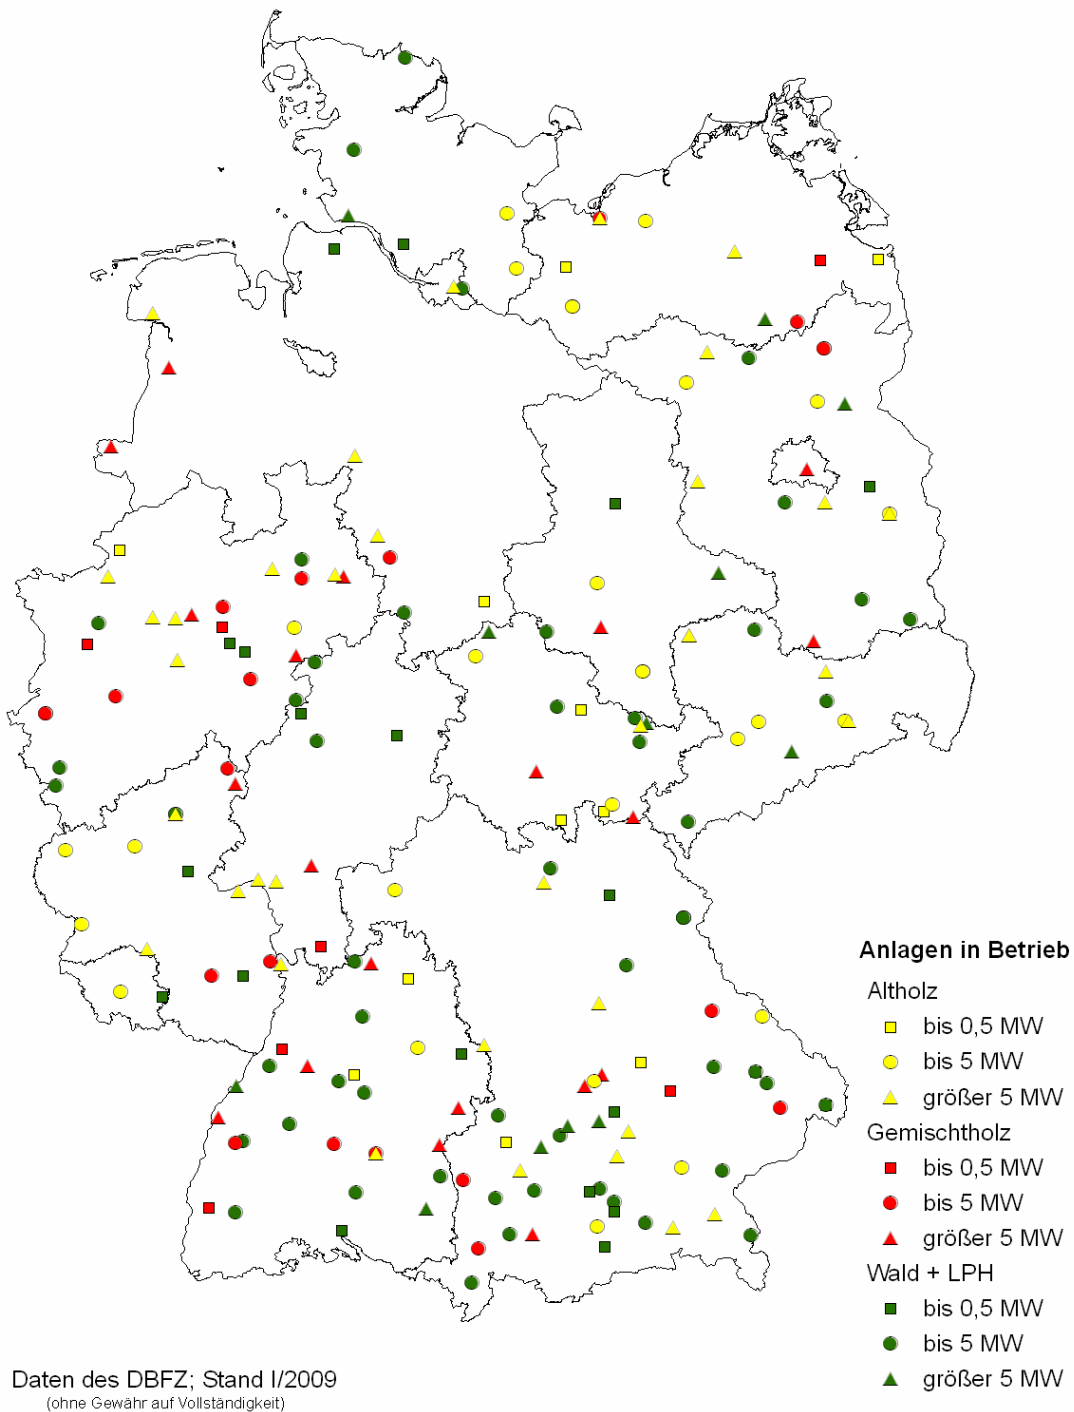 Anlagen in Betrieb
Altholz
bis 0,5 MW
bis 5 MW
größer 5 MW
Gemischtholz
bis 0,5 MW
bis 5 MW
größer 5 MW
Wald + LPH
bis 0,5 MW
bis 5 MW
größer 5 MW
Daten des DBFZ; Stand I/2009
(ohne Gewähr auf Vollständigkeit)